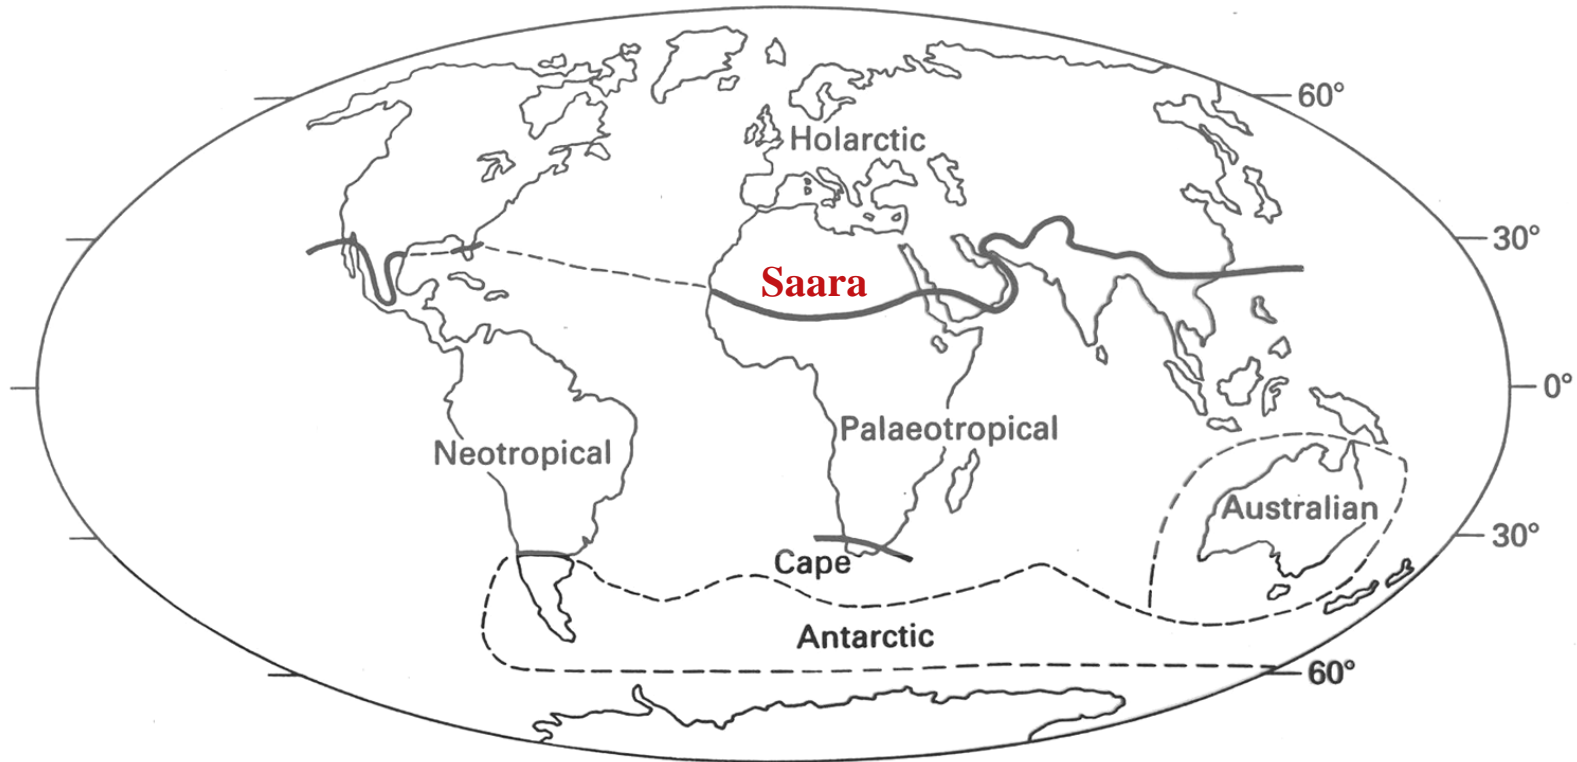 60°
Holarctic
30°
Saara
0°
Palaeotropical
Neotropical
Australian
30°
Cape
Antarctic
60°